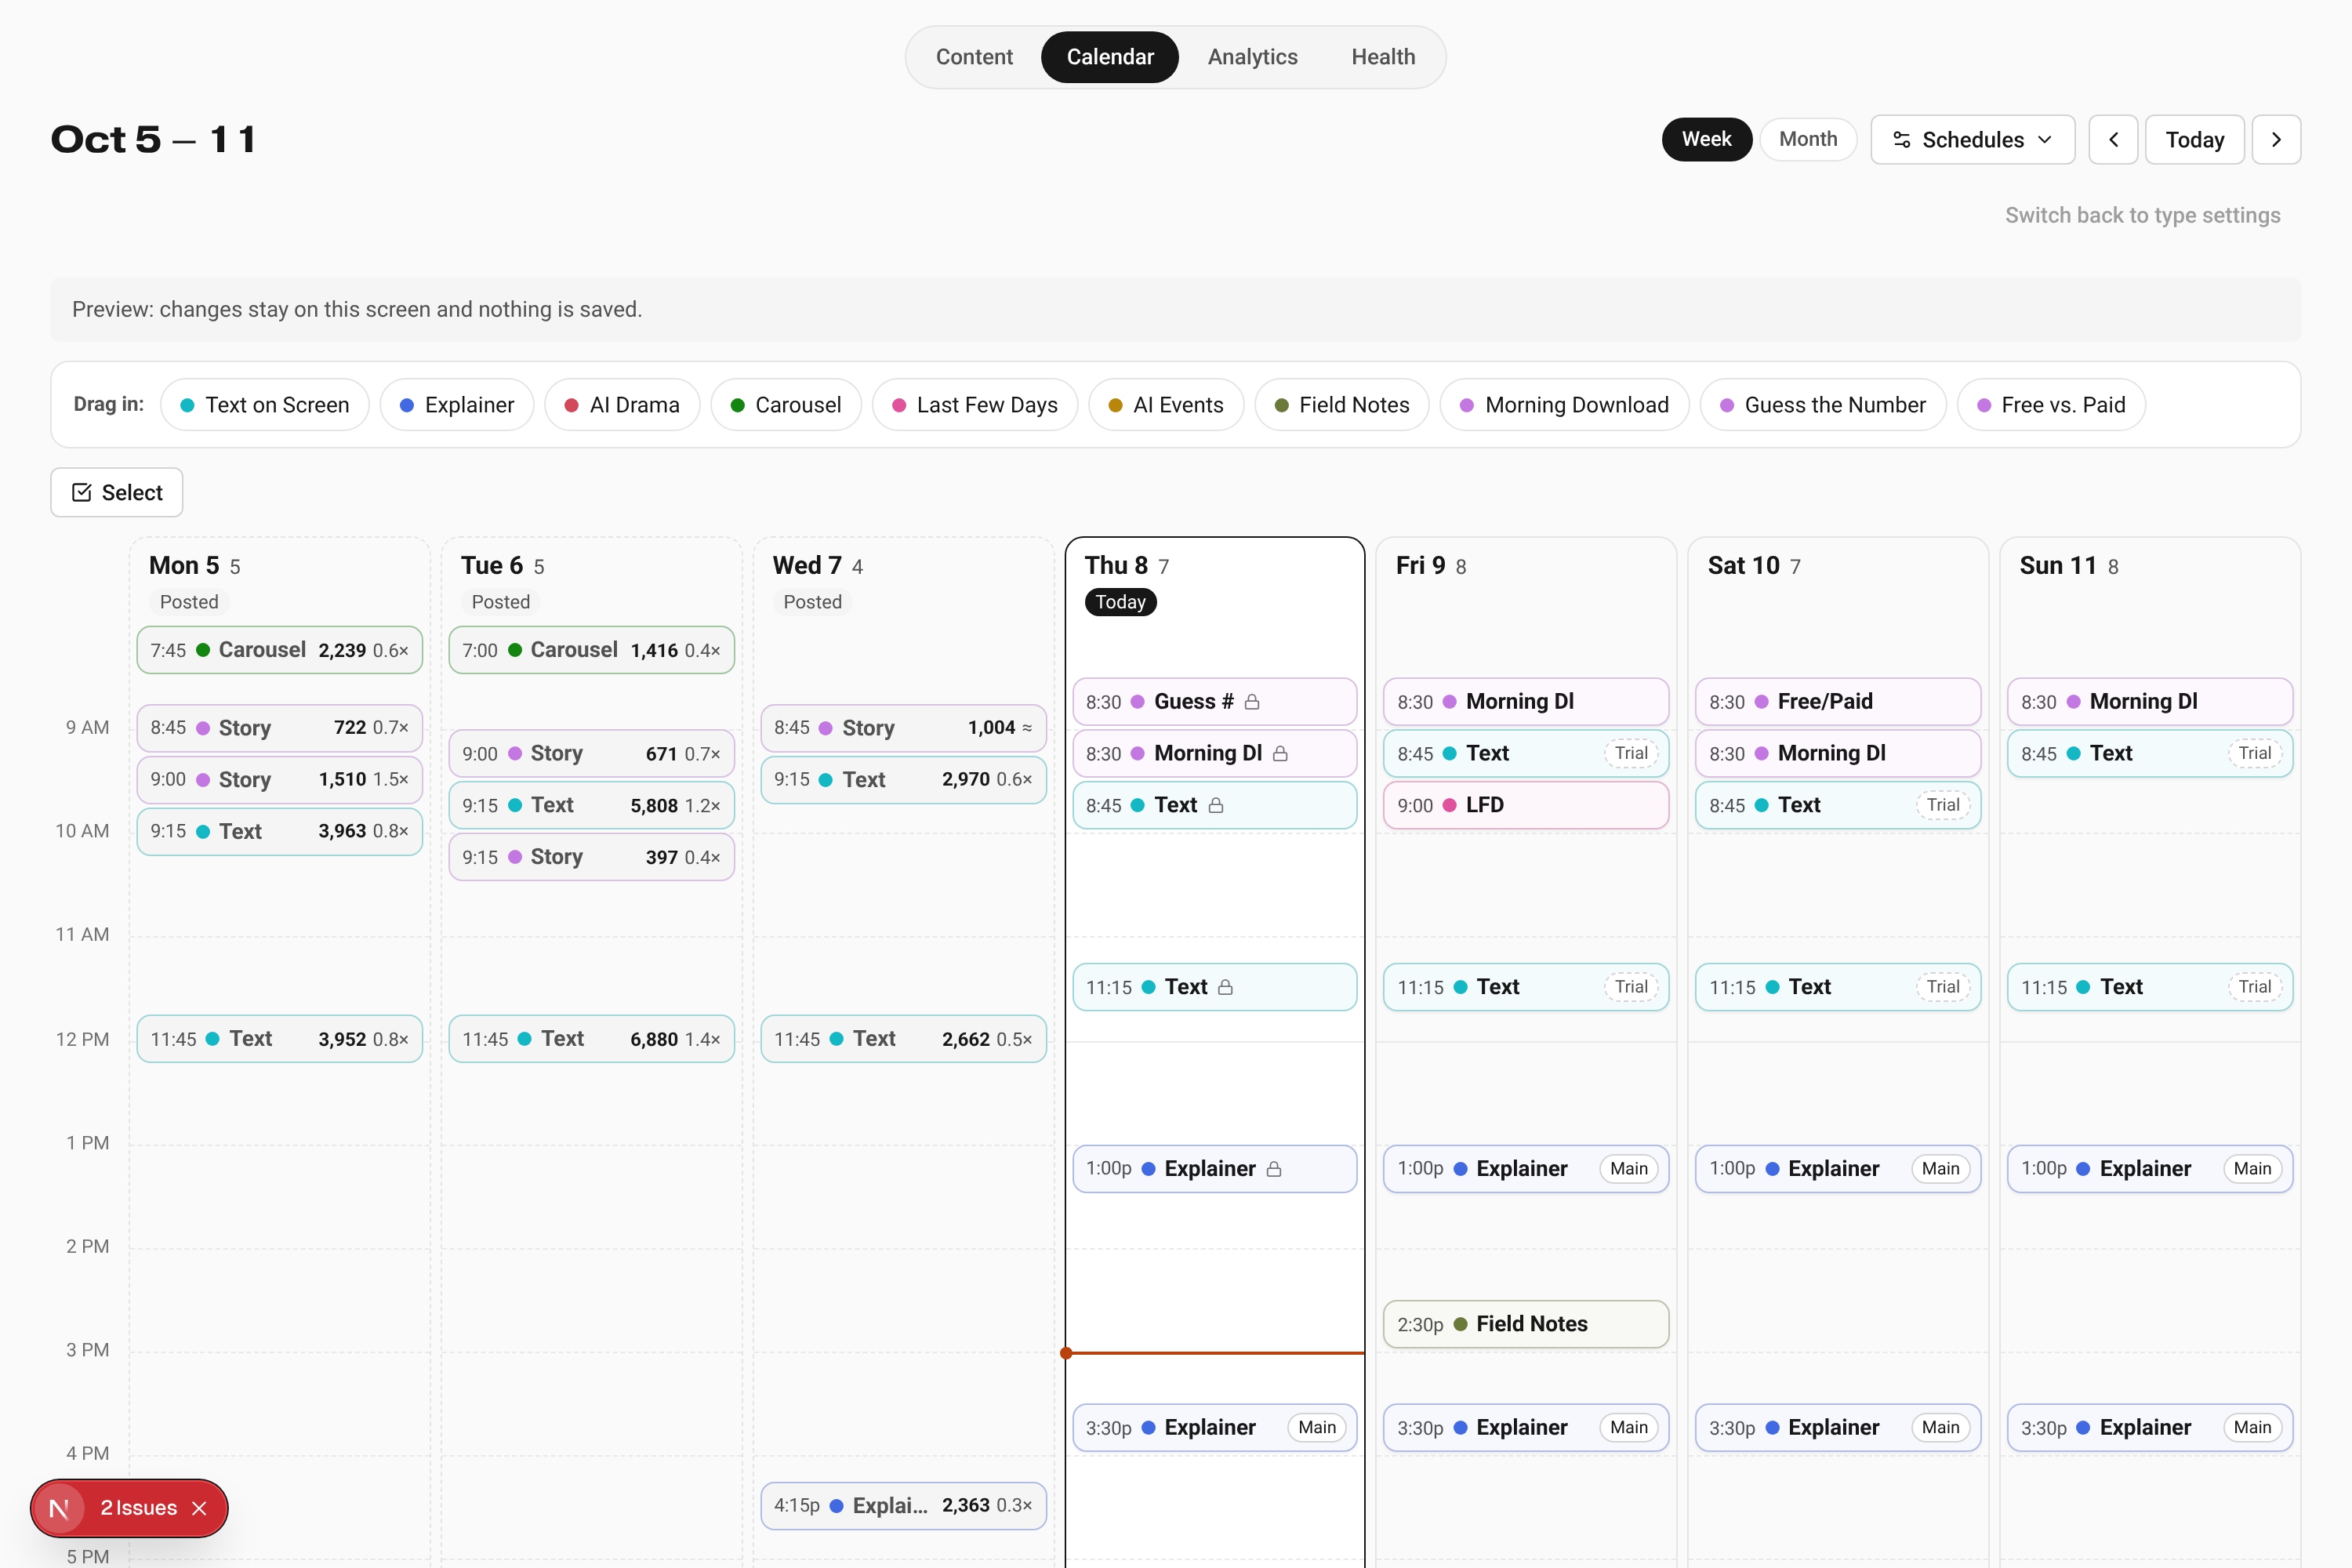 Content Calendar Analytics Health
Oct 5 – 11
Week Month Schedules Today
Switch back to type settings
Preview: changes stay on this screen and nothing is saved.
Drag in: Text on Screen Explainer AI Drama Carousel Last Few Days AI Events Field Notes Morning Download Guess the Number Free vs. Paid
Select
Mon 5 5
Posted
7:45 Carousel 2,239 0.6×
8:45 Story 722 0.7×
9:00 Story 1,510 1.5×
9:15 Text 3,963 0.8×
11:45 Text 3,952 0.8×
Tue 6 5
Posted
7:00 Carousel 1,416 0.4×
9:00 Story 671 0.7×
9:15 Text 5,808 1.2×
9:15 Story 397 0.4×
11:45 Text 6,880 1.4×
Wed 7 4
Posted
8:45 Story 1,004 ≈
9:15 Text 2,970 0.6×
11:45 Text 2,662 0.5×
4:15p Explai... 2,363 0.3×
Thu 8 7
Today
8:30 Guess #
8:30 Morning Dl
8:45 Text
11:15 Text
1:00p Explainer
3:30p Explainer Main
Fri 9 8
8:30 Morning Dl
8:45 Text Trial
9:00 LFD
11:15 Text Trial
1:00p Explainer Main
2:30p Field Notes
3:30p Explainer Main
Sat 10 7
8:30 Free/Paid
8:30 Morning Dl
8:45 Text Trial
11:15 Text Trial
1:00p Explainer Main
3:30p Explainer Main
Sun 11 8
8:30 Morning Dl
8:45 Text Trial
11:15 Text Trial
1:00p Explainer Main
3:30p Explainer Main
9 AM
10 AM
11 AM
12 PM
1 PM
2 PM
3 PM
4 PM
5 PM
N 2 Issues